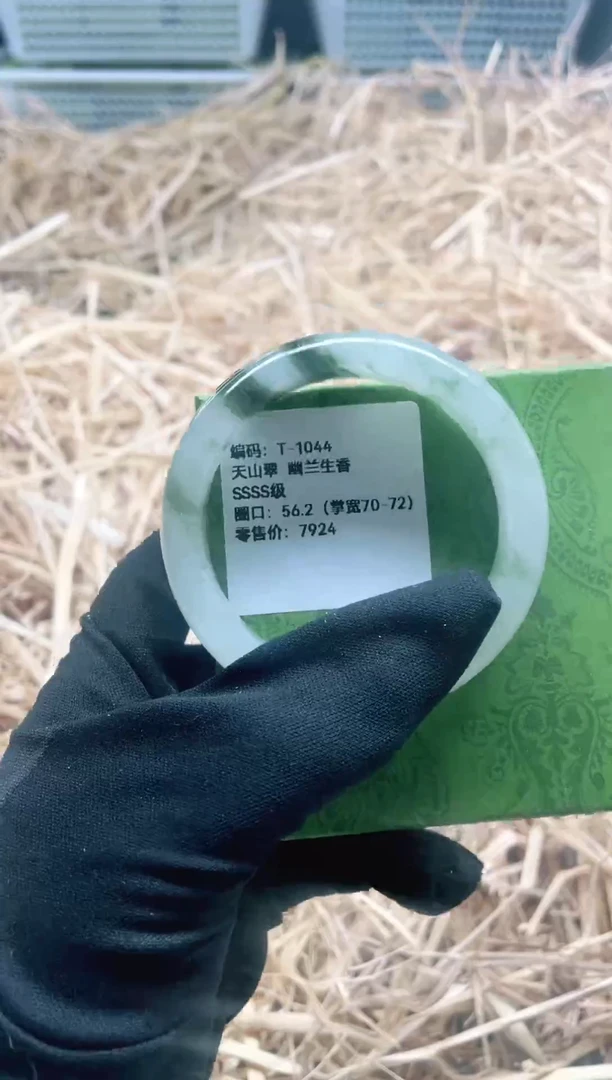 编码：T-1044
天山翠 幽兰生香
SSSS级
圈口：56.2（掌宽70-72）
零售价：7924